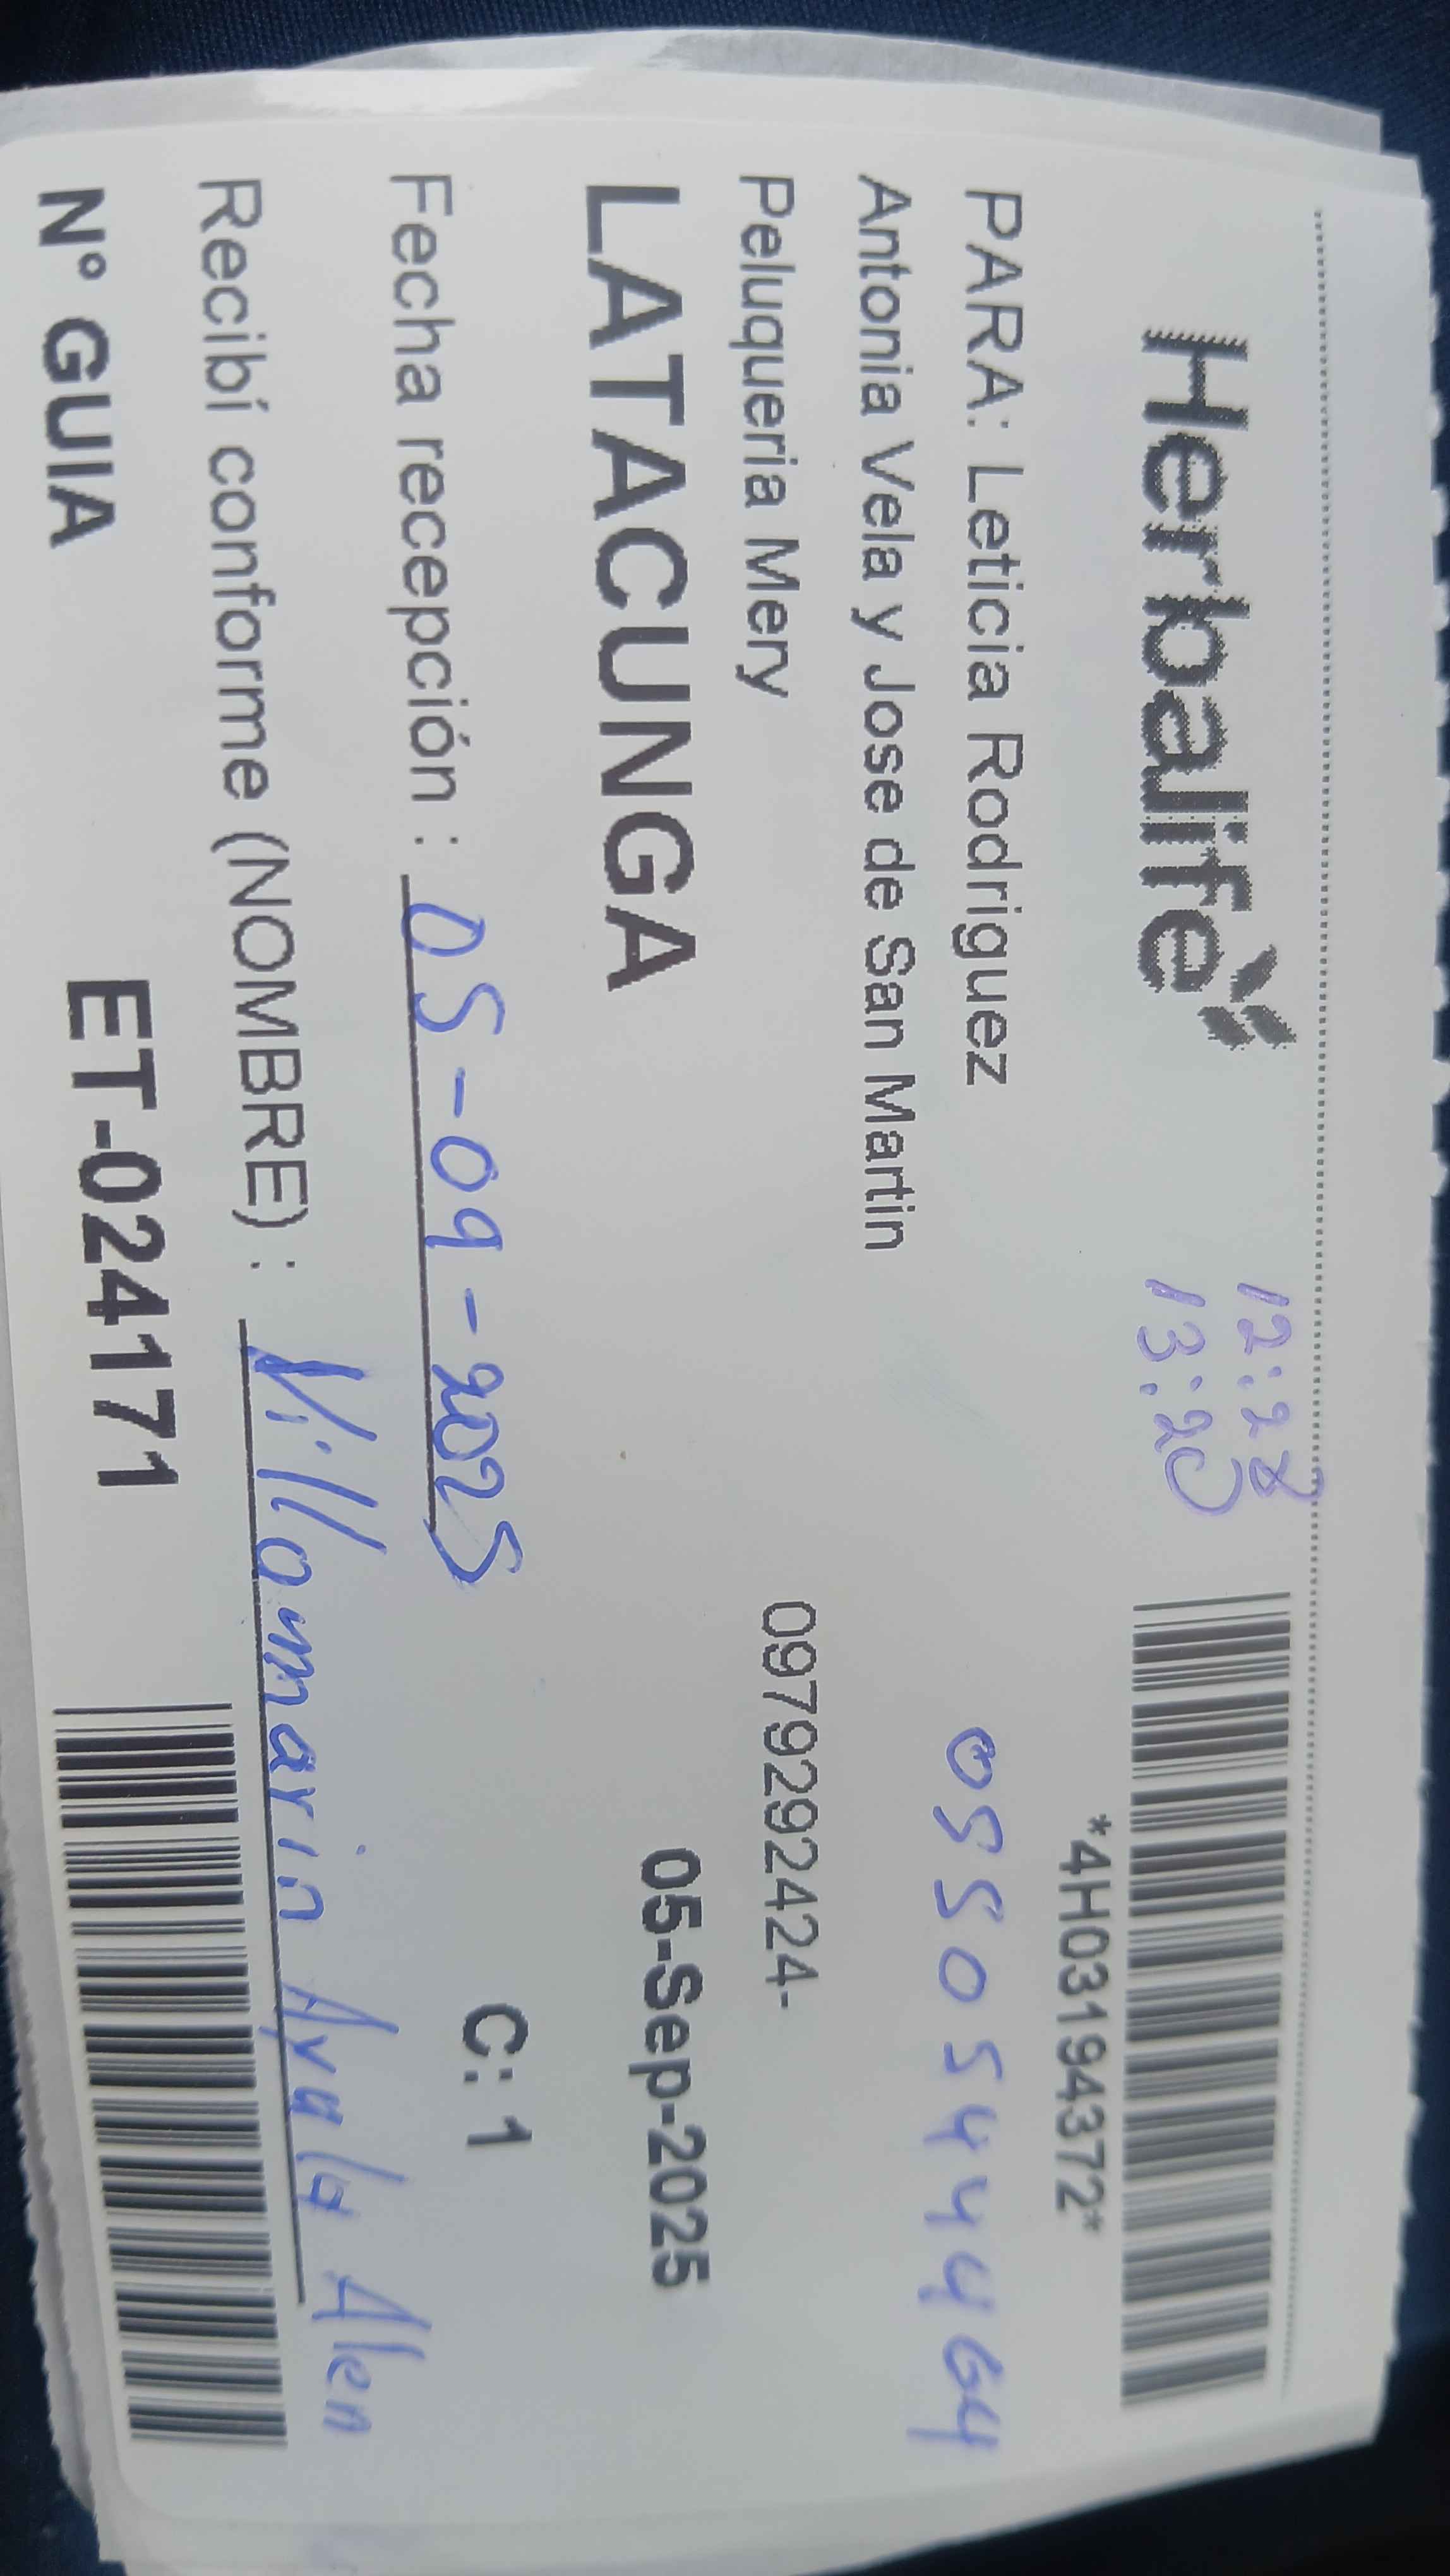 Herbalife
12:28
13:20
*4H03194372*
PARA: Leticia Rodriguez
0550544464
Antonia Vela y Jose de San Martin
Peluqueria Mery
0979292424-
LATACUNGA
05-Sep-2025
Fecha recepción : 05-09-2025
C: 1
Recibí conforme (NOMBRE) : Villamarin Ayala Alen
N° GUIA
ET-024171